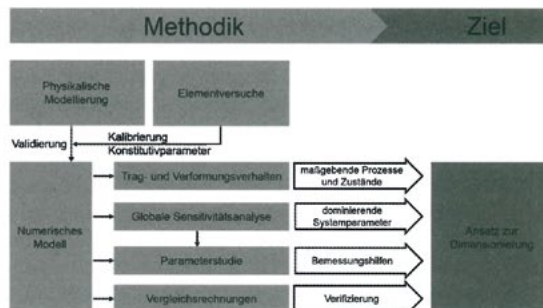 Methodik
Ziel
Physikalische
Modellierung
Elementversuche
Validierung
Kalibrierung
Konstitutivparameter
Numerisches
Modell
Trag- und Verformungsverhalten
maßgebende Prozesse
und Zustände
Globale Sensitivitätsanalyse
dominierende
Systemparameter
Parameterstudie
Bemessungshilfen
Vergleichsrechnungen
Verifizierung
Ansatz zur
Dimensionierung